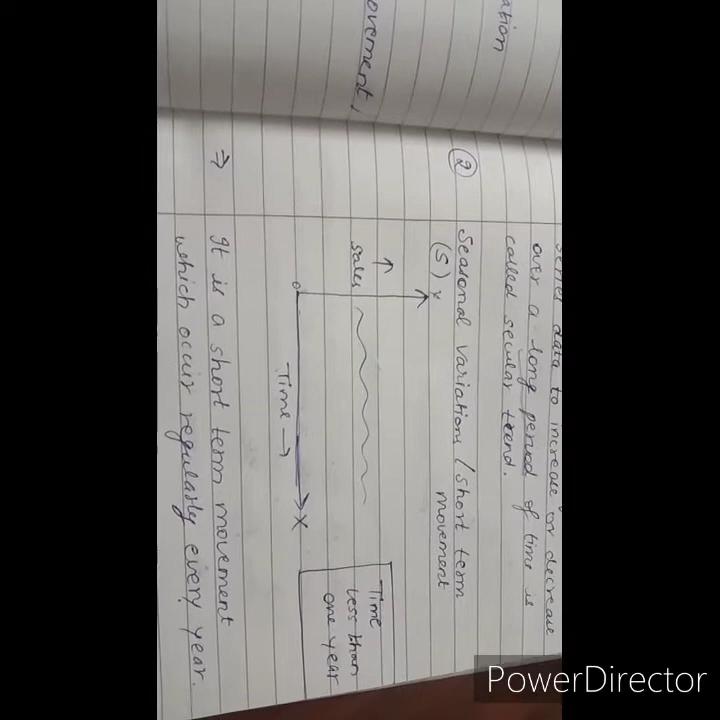 ation
ovement,
series data to increase or decrease
over a long period of time is
called secular trend.
② Seasonal variation / short term
movement
(S)
Y
↑
sales
0
Time →
X
Time
less than
one year
⇒ It is a short term movement
which occur regularly every year.
PowerDirector